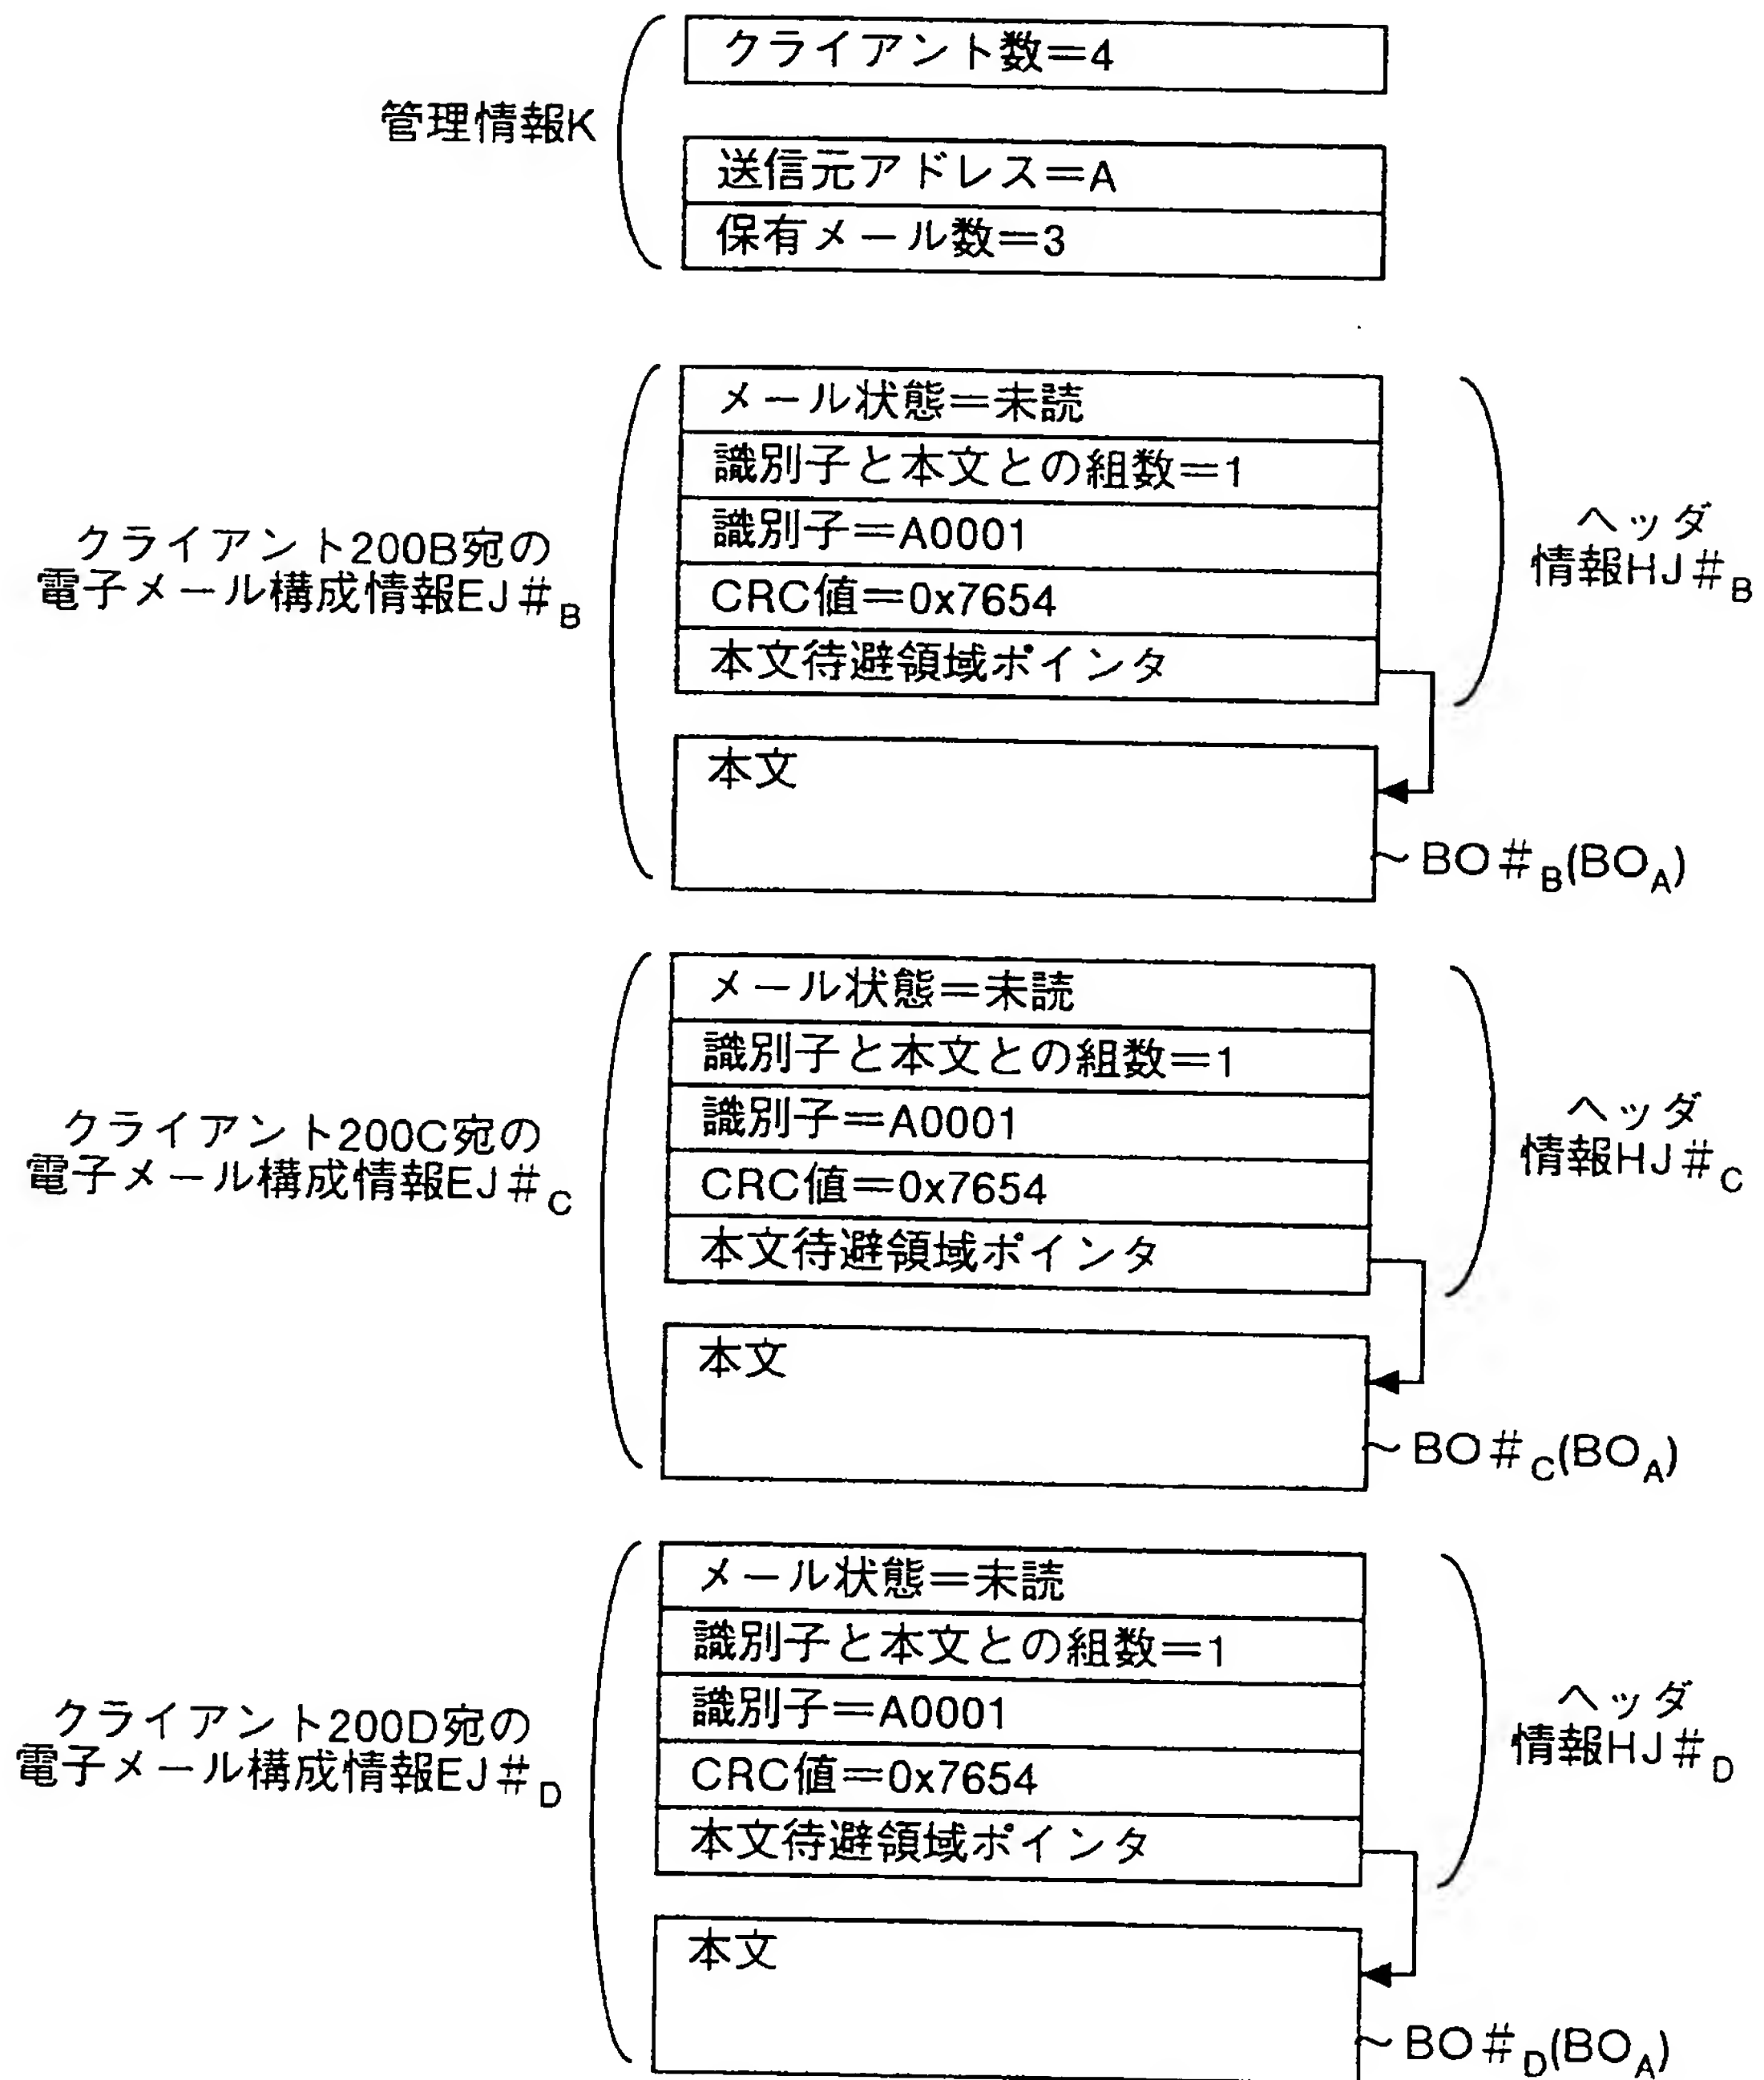 クライアント数=4
管理情報K
送信元アドレス=A
保有メール数=3
メール状態=未読
識別子と本文との組数=1
識別子=A0001
CRC値=0x7654
本文待避領域ポインタ
クライアント200B宛の
電子メール構成情報EJ#B
ヘッダ
情報HJ#B
本文
BO#B(BOA)
メール状態=未読
識別子と本文との組数=1
識別子=A0001
CRC値=0x7654
本文待避領域ポインタ
クライアント200C宛の
電子メール構成情報EJ#C
ヘッダ
情報HJ#C
本文
BO#C(BOA)
メール状態=未読
識別子と本文との組数=1
識別子=A0001
CRC値=0x7654
本文待避領域ポインタ
クライアント200D宛の
電子メール構成情報EJ#D
ヘッダ
情報HJ#D
本文
BO#D(BOA)